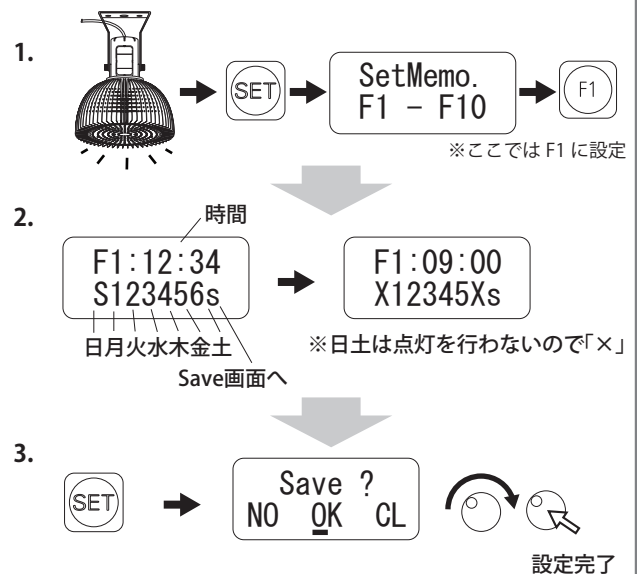 1.
SET
SetMemo.
F1 - F10
F1
※ここでは F1 に設定
2.
時間
F1:12:34
S123456s
日月火水木金土
Save画面へ
F1:09:00
X12345Xs
※日土は点灯を行わないので「×」
3.
SET
Save ?
NO OK CL
設定完了